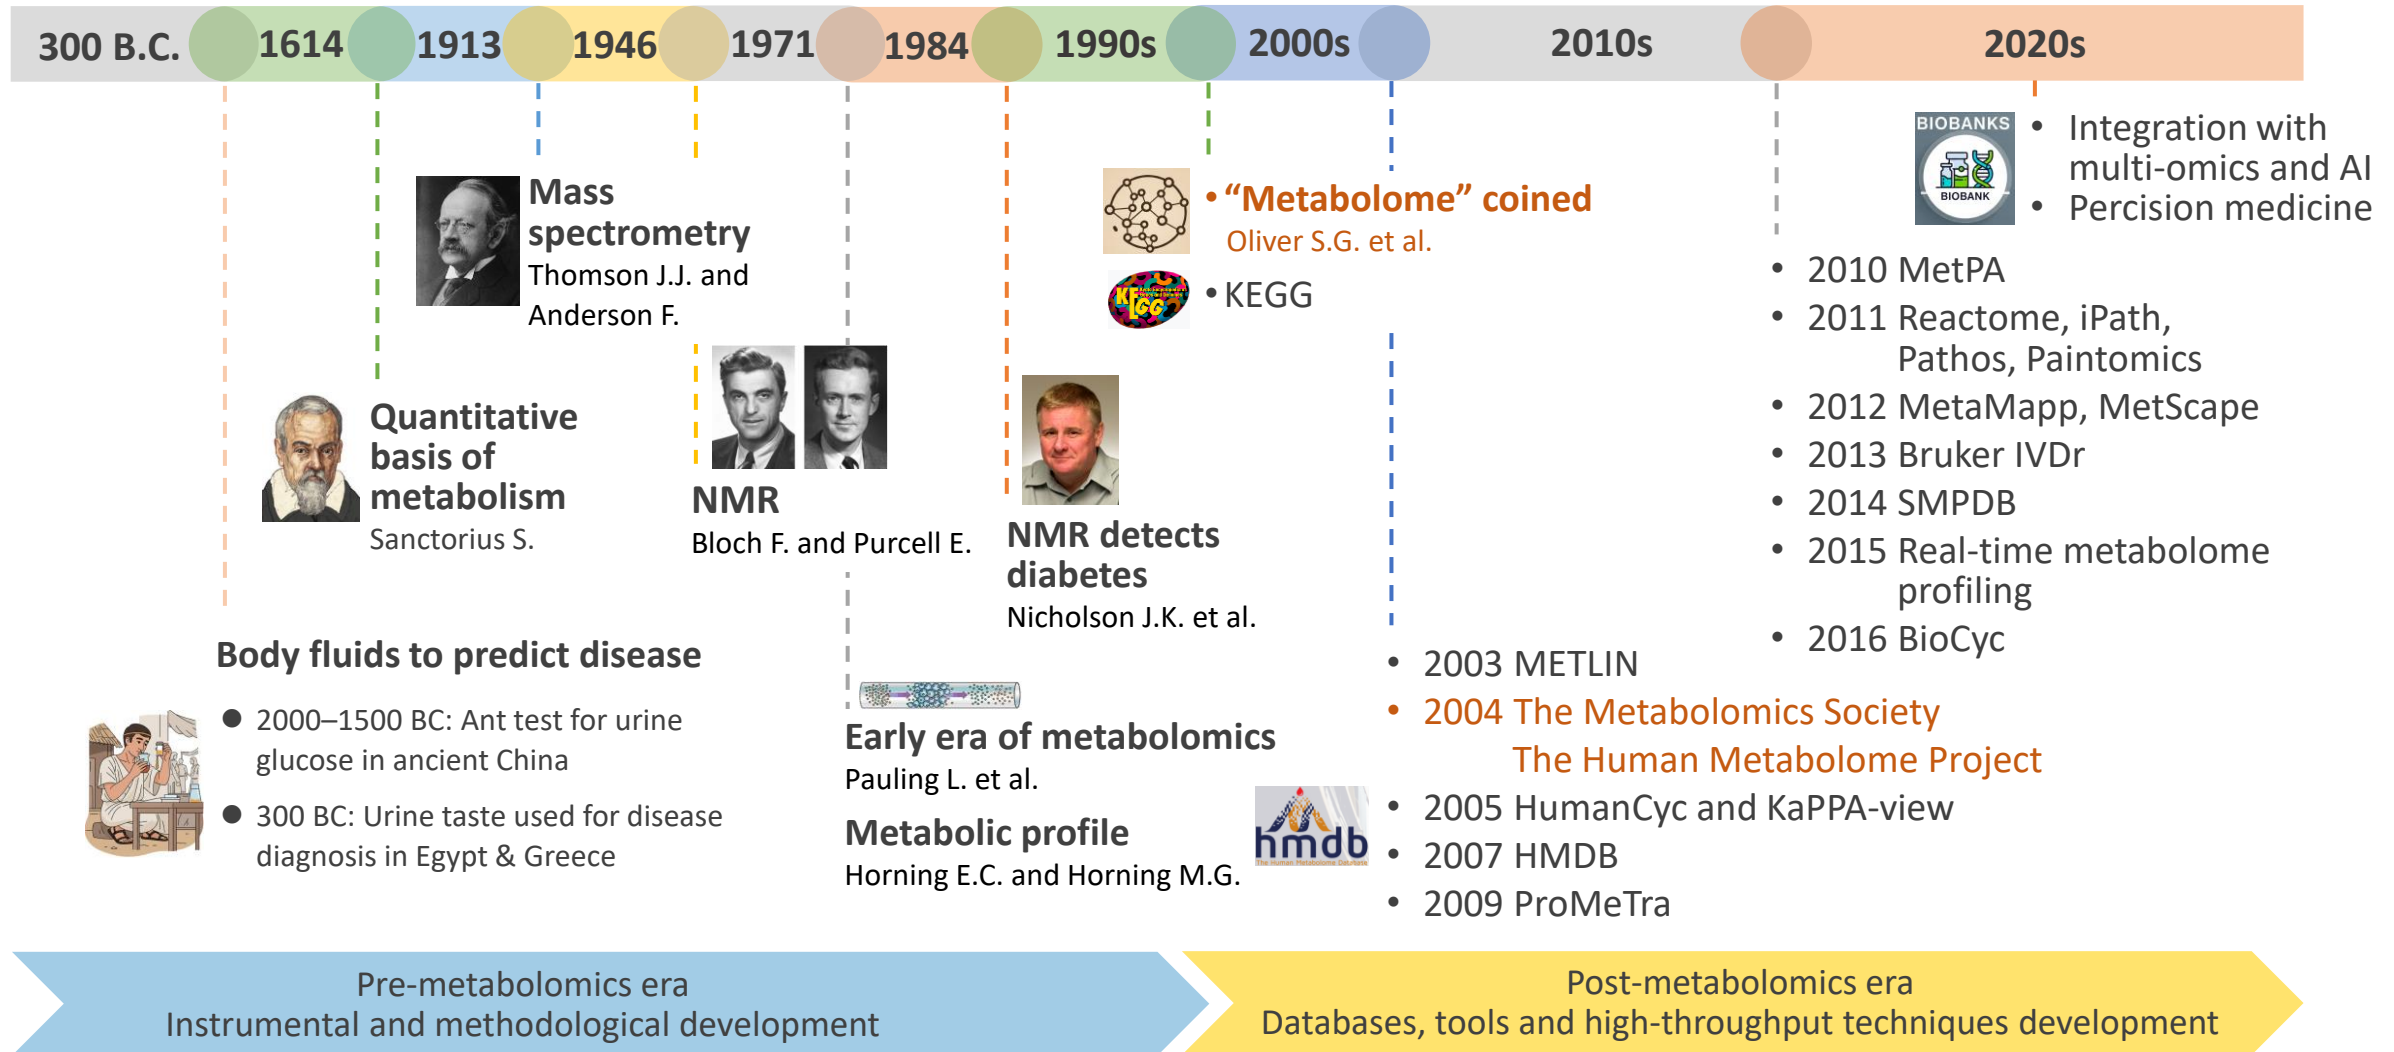 300 B.C.
1614
1913
1946
1971
1984
1990s
2000s
2010s
2020s
Body fluids to predict disease
● 2000–1500 BC: Ant test for urine
glucose in ancient China
● 300 BC: Urine taste used for disease
diagnosis in Egypt & Greece
Quantitative
basis of
metabolism
Sanctorius S.
Mass
spectrometry
Thomson J.J. and
Anderson F.
NMR
Bloch F. and Purcell E.
Early era of metabolomics
Pauling L. et al.
Metabolic profile
Horning E.C. and Horning M.G.
NMR detects
diabetes
Nicholson J.K. et al.
• “Metabolome” coined
Oliver S.G. et al.
KEGG
• KEGG
• 2003 METLIN
• 2004 The Metabolomics Society
The Human Metabolome Project
• 2005 HumanCyc and KaPPA-view
• 2007 HMDB
• 2009 ProMeTra
hmdb
The Human Metabolome Database
• 2010 MetPA
• 2011 Reactome, iPath,
Pathos, Paintomics
• 2012 MetaMapp, MetScape
• 2013 Bruker IVDr
• 2014 SMPDB
• 2015 Real-time metabolome
profiling
• 2016 BioCyc
BIOBANKS
BIOBANK
• Integration with
multi-omics and AI
• Percision medicine
Pre-metabolomics era
Instrumental and methodological development
Post-metabolomics era
Databases, tools and high-throughput techniques development